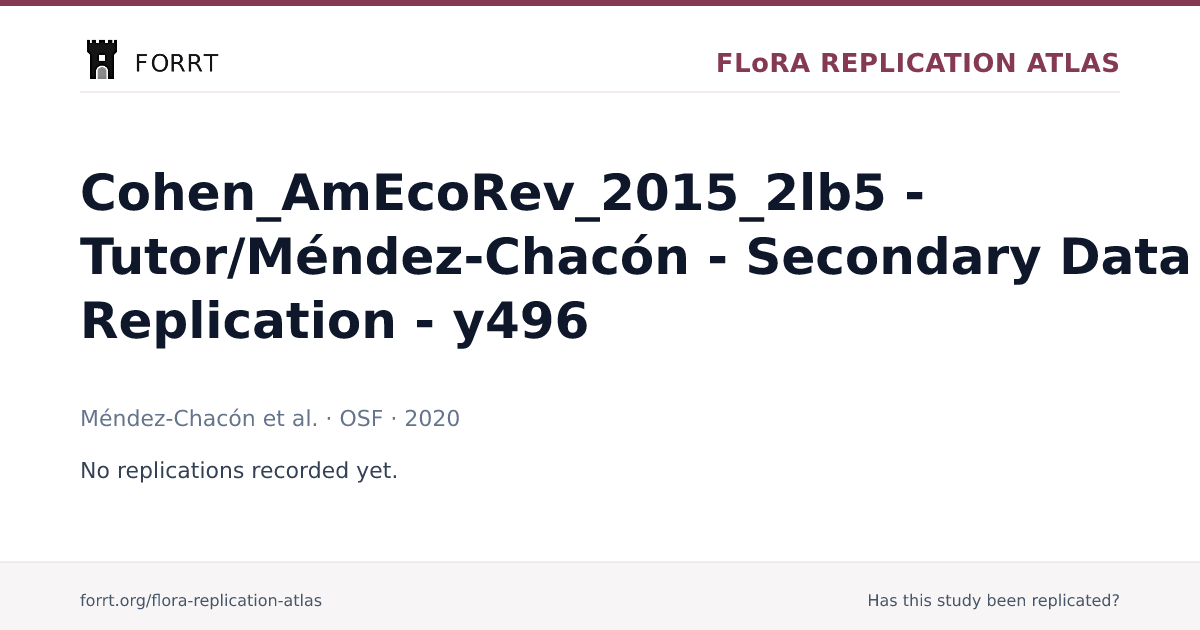 FORRT
FLoRA REPLICATION ATLAS
Cohen_AmEcoRev_2015_2lb5 -
Tutor/Méndez-Chacón - Secondary Data
Replication - y496
Méndez-Chacón et al. · OSF · 2020
No replications recorded yet.
forrt.org/flora-replication-atlas
Has this study been replicated?